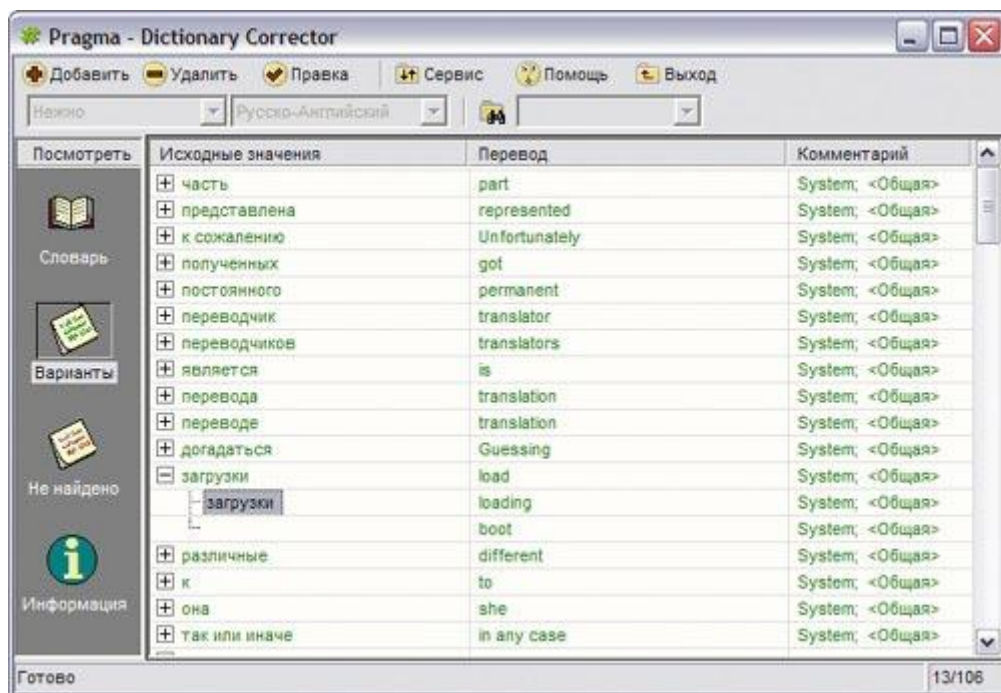 Pragma - Dictionary Corrector
Добавить Удалить Правка Сервис Помощь Выход
Нежно Русско-Английский
Посмотреть Исходные значения Перевод Комментарий
часть part System; <Общая>
представлена represented System; <Общая>
к сожалению Unfortunately System; <Общая>
Словарь
полученных got System; <Общая>
постоянного permanent System; <Общая>
переводчик translator System; <Общая>
переводчиков translators System; <Общая>
Варианты
является is System; <Общая>
перевода translation System; <Общая>
переводе translation System; <Общая>
догадаться Guessing System; <Общая>
загрузки load System; <Общая>
Не найдено
загрузки loading System; <Общая>
boot System; <Общая>
различные different System; <Общая>
к to System; <Общая>
она she System; <Общая>
Информация
так или иначе in any case System; <Общая>
Готово 13/106